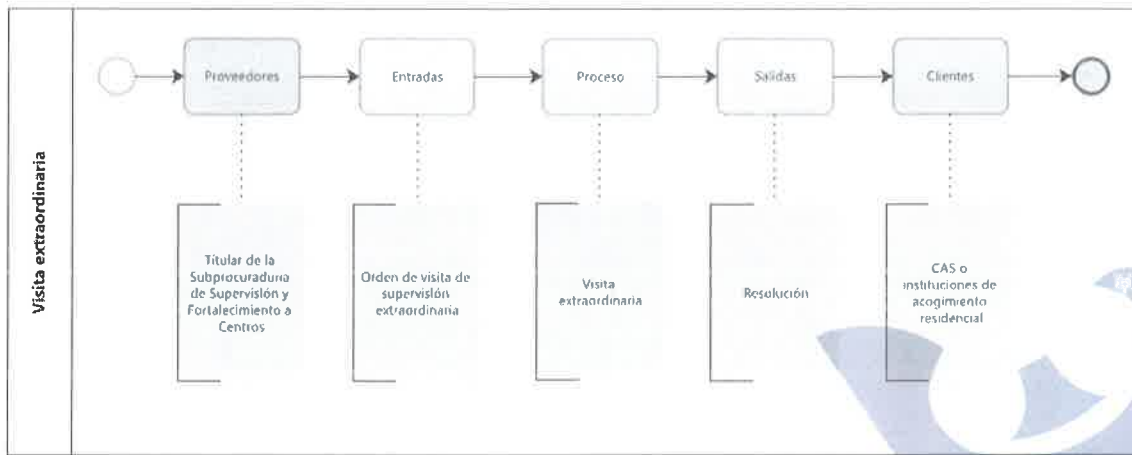 Visita extraordinaria
Proveedores
Entradas
Proceso
Salidas
Clientes
Titular de la
Subprocuraduría
de Supervisión y
Fortalecimiento a
Centros
Orden de visita de
supervisión
extraordinaria
Visita
extraordinaria
Resolución
CAS o
instituciones de
acogimiento
residencial